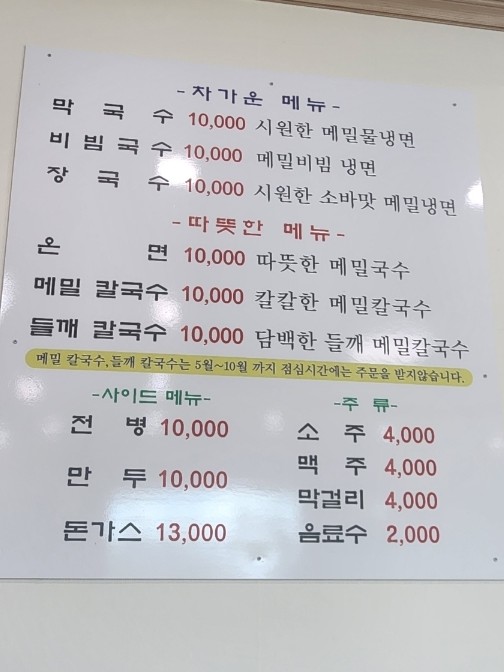 -차가운 메뉴-
막 국 수 10,000 시원한 메밀물냉면
비빔국수 10,000 메밀비빔 냉면
장 국 수 10,000 시원한 소바맛 메밀냉면
-따뜻한 메뉴-
온 면 10,000 따뜻한 메밀국수
메밀 칼국수 10,000 칼칼한 메밀칼국수
들깨 칼국수 10,000 담백한 들깨 메밀칼국수
메밀 칼국수,들깨 칼국수는 5월~10월 까지 점심시간에는 주문을 받지않습니다.
-사이드 메뉴-
전 병 10,000
만 두 10,000
돈가스 13,000
-주 류-
소 주 4,000
맥 주 4,000
막걸리 4,000
음료수 2,000